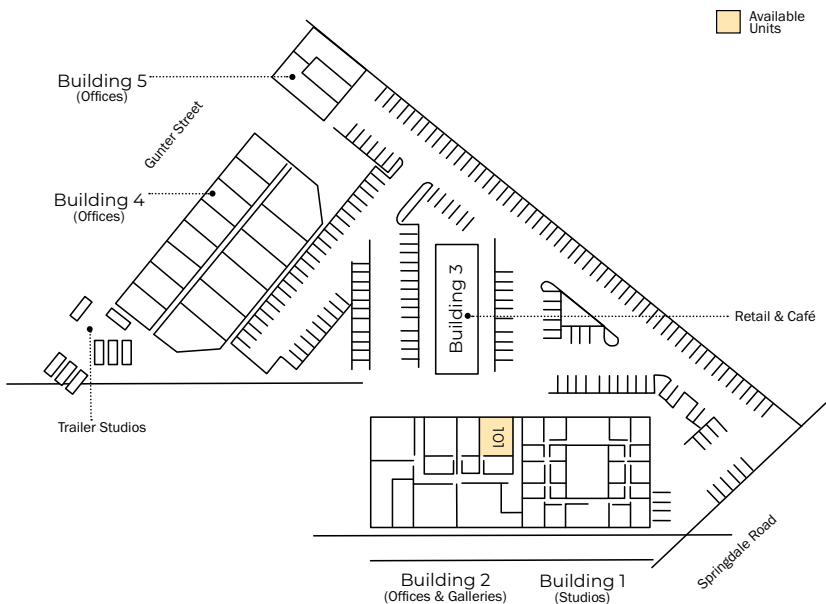 Available
Units
Building 5
(Offices)
Gunter Street
Building 4
(Offices)
Building 3
Retail & Café
Trailer Studios
LOL
Building 2
(Offices & Galleries)
Building 1
(Studios)
Springdale Road